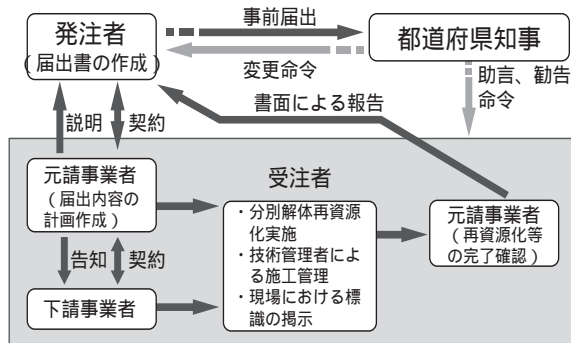 発注者
(届出書の作成)
事前届出
変更命令
都道府県知事
助言、勧告
命令
書面による報告
説明
契約
受注者
元請事業者
(届出内容の
計画作成)
・分別解体再資源
化実施
・技術管理者によ
る施工管理
・現場における標
識の掲示
元請事業者
(再資源化等
の完了確認)
告知
契約
下請事業者